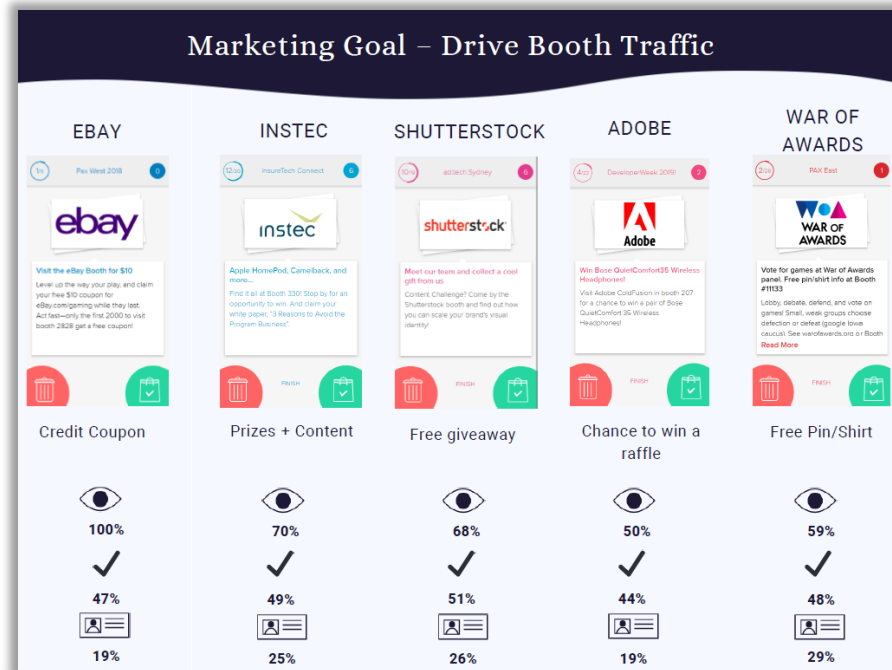 Marketing Goal – Drive Booth Traffic
EBAY
1/16
Pax West 2018
0
ebay
Visit the eBay Booth for $10
Level up the way your play, and claim
your free $10 coupon for
eBay.com/gaming while they last.
Act fast—only the first 2000 to visit
booth 2828 get a free coupon!
Credit Coupon
100%
47%
19%
INSTEC
InsureTech Connect
6
instec
Apple HomePod, Camelback, and
more...
Find it all at Booth 330! Stop by for an
opportunity to win. And claim your
white paper, "3 Reasons to Avoid the
Program Business".
FINISH
Prizes + Content
70%
49%
25%
SHUTTERSTOCK
ad:tech Sydney
6
shutterstock
Meet our team and collect a cool
gift from us
Content Challenge? Come by the
Shutterstock booth and find out how
you can scale your brand's visual
identity!
FINISH
Free giveaway
68%
51%
26%
ADOBE
4/22
DeveloperWeek 2019!
2
Adobe
Win Bose QuietComfort35 Wireless
Headphones!
Visit Adobe ColdFusion in booth 207
for a chance to win a pair of Bose
QuietComfort 35 Wireless
Headphones!
FINISH
Chance to win a
raffle
50%
44%
19%
WAR OF
AWARDS
2/28
PAX East
1
WOA
WAR OF
AWARDS
Vote for games at War of Awards
panel. Free pin/shirt info at Booth
#11133
Lobby, debate, defend, and vote on
games! Small, weak groups choose
defection or defeat (google Iowa
caucus). See warofawards.org or Booth
Read More
FINISH
Free Pin/Shirt
59%
48%
29%